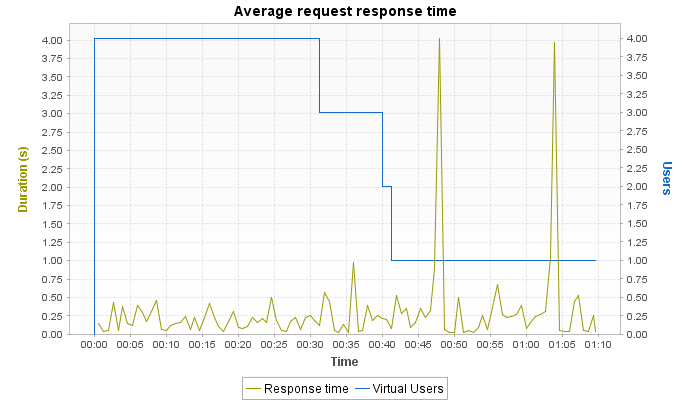 Average request response time
4.00 4.00
3.75 3.75
3.50 3.50
3.25 3.25
3.00 3.00
2.75 2.75
2.50 2.50
2.25 2.25
2.00 2.00
1.75 1.75
1.50 1.50
1.25 1.25
1.00 1.00
0.75 0.75
0.50 0.50
0.25 0.25
0.00 0.00
Duration (s)
Users
00:00 00:05 00:10 00:15 00:20 00:25 00:30 00:35 00:40 00:45 00:50 00:55 01:00 01:05 01:10
Time
Response time Virtual Users